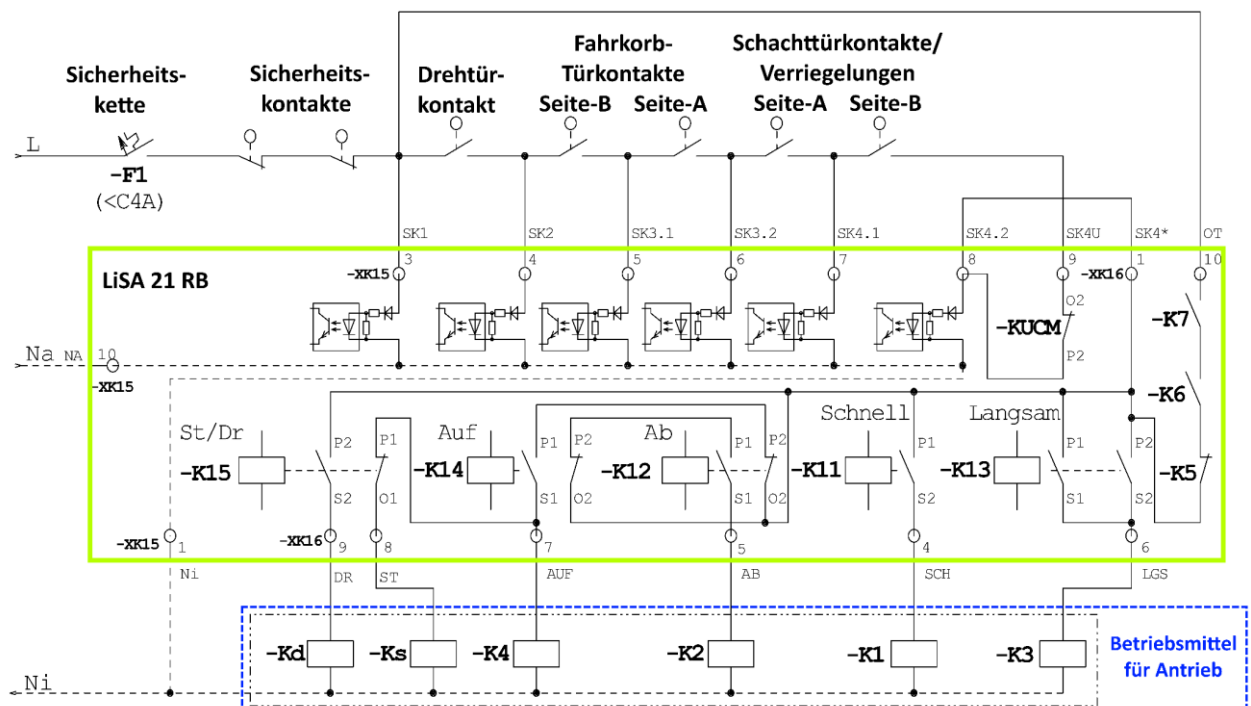 Sicherheits-
kette
Sicherheits-
kontakte
Drehtür-
kontakt
Fahrkorb-
Türkontakte
Seite-B Seite-A
Schachttürkontakte/
Verriegelungen
Seite-A Seite-B
L
-F1
(<C4A)
SK1 SK2 SK3.1 SK3.2 SK4.1 SK4.2 SK4U SK4* OT
3 4 5 6 7 8 9 1 10
-XK15 -XK16
LiSA 21 RB
O2
-KUCM
P2
-K7
Na NA 10
-XK15
-K6
St/Dr Auf Ab Schnell Langsam
P2 P1 P1 P2 P1 P2 P1 P1 P2
-K15 -K14 -K12 -K11 -K13 -K5
S2 O1 S1 O2 S1 O2 S2 S1 S2
-XK15 1 -XK16 9 8 7 5 4 6
Ni DR ST AUF AB SCH LGS
-Kd -Ks -K4 -K2 -K1 -K3
Betriebsmittel
für Antrieb
Ni